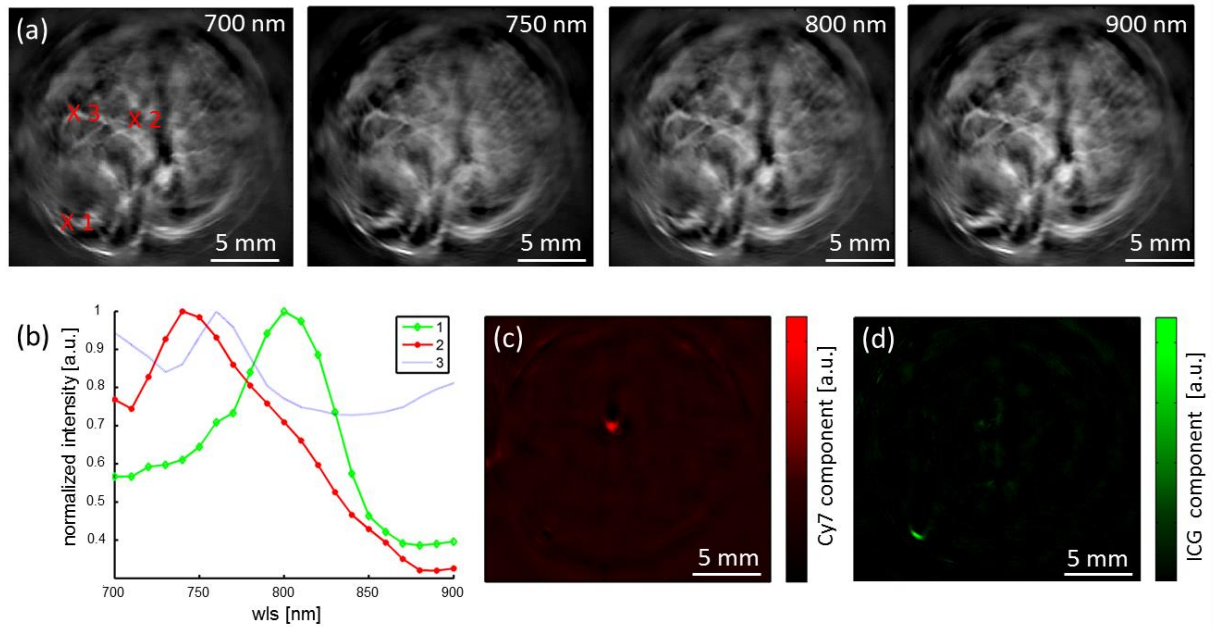 (a)
700 nm
750 nm
800 nm
900 nm
X 3
X 2
X 1
5 mm
5 mm
5 mm
5 mm
(b)
normalized intensity [a.u.]
1
0.9
0.8
0.7
0.6
0.5
0.4
700
750
800
850
900
wls [nm]
1
2
3
(c)
5 mm
Cy7 component [a.u.]
(d)
5 mm
ICG component [a.u.]